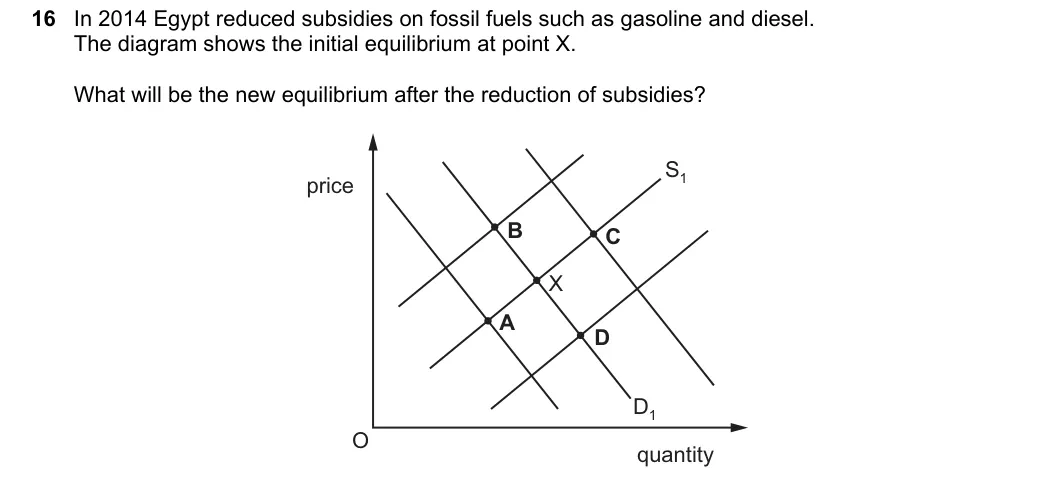 16 In 2014 Egypt reduced subsidies on fossil fuels such as gasoline and diesel.
The diagram shows the initial equilibrium at point X.
What will be the new equilibrium after the reduction of subsidies?
S₁
price
B
C
X
A
D
D₁
O
quantity